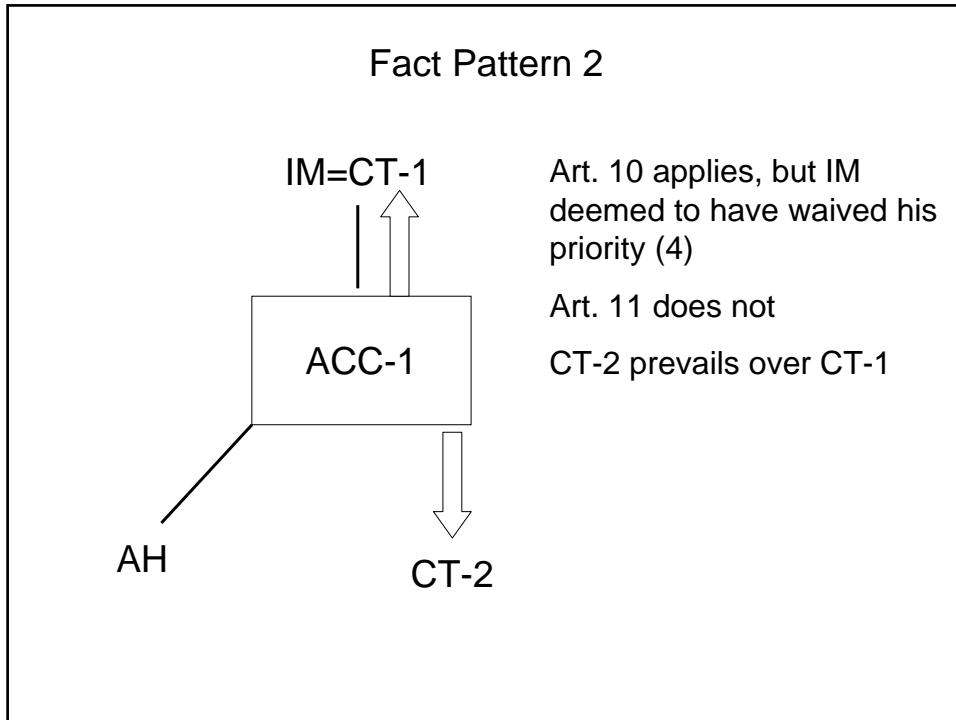 Fact Pattern 2
IM=CT-1
Art. 10 applies, but IM
deemed to have waived his
priority (4)
Art. 11 does not
CT-2 prevails over CT-1
ACC-1
AH
CT-2